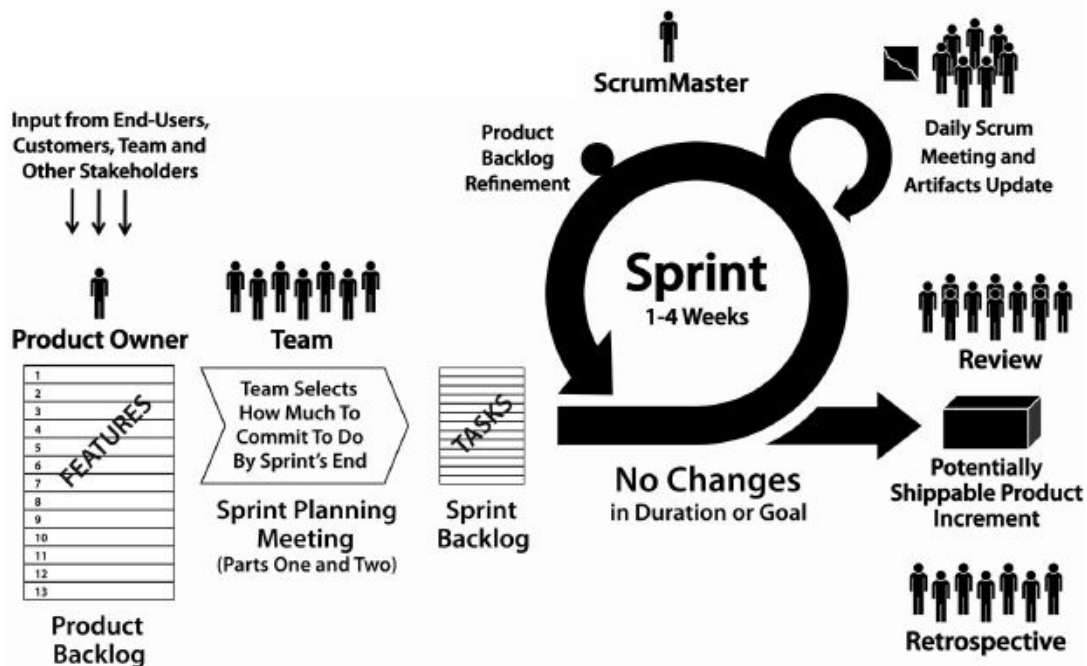 Input from End-Users,
Customers, Team and
Other Stakeholders
Product Owner
1
2
3
4
5
6
7
8
9
10
11
12
13
FEATURES
Product
Backlog
Team
Team Selects
How Much To
Commit To Do
By Sprint's End
Sprint Planning
Meeting
(Parts One and Two)
TASKS
Sprint
Backlog
ScrumMaster
Product
Backlog
Refinement
Sprint
1-4 Weeks
No Changes
in Duration or Goal
Daily Scrum
Meeting and
Artifacts Update
Review
Potentially
Shippable Product
Increment
Retrospective